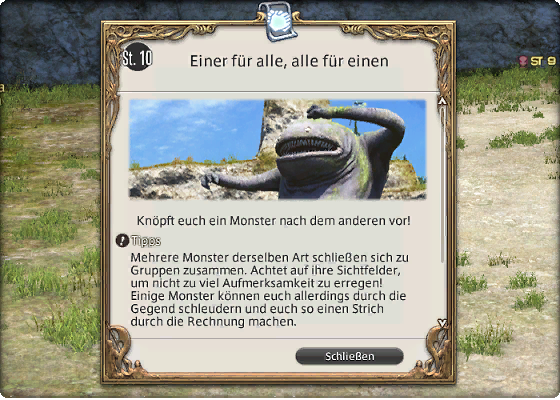 St. 10
Einer für alle, alle für einen
ST 9
a
Knöpft euch ein Monster nach dem anderen vor!
Tipps
Mehrere Monster derselben Art schließen sich zu
Gruppen zusammen. Achtet auf ihre Sichtfelder,
um nicht zu viel Aufmerksamkeit zu erregen!
Einige Monster können euch allerdings durch die
Gegend schleudern und euch so einen Strich
durch die Rechnung machen.
Schließen